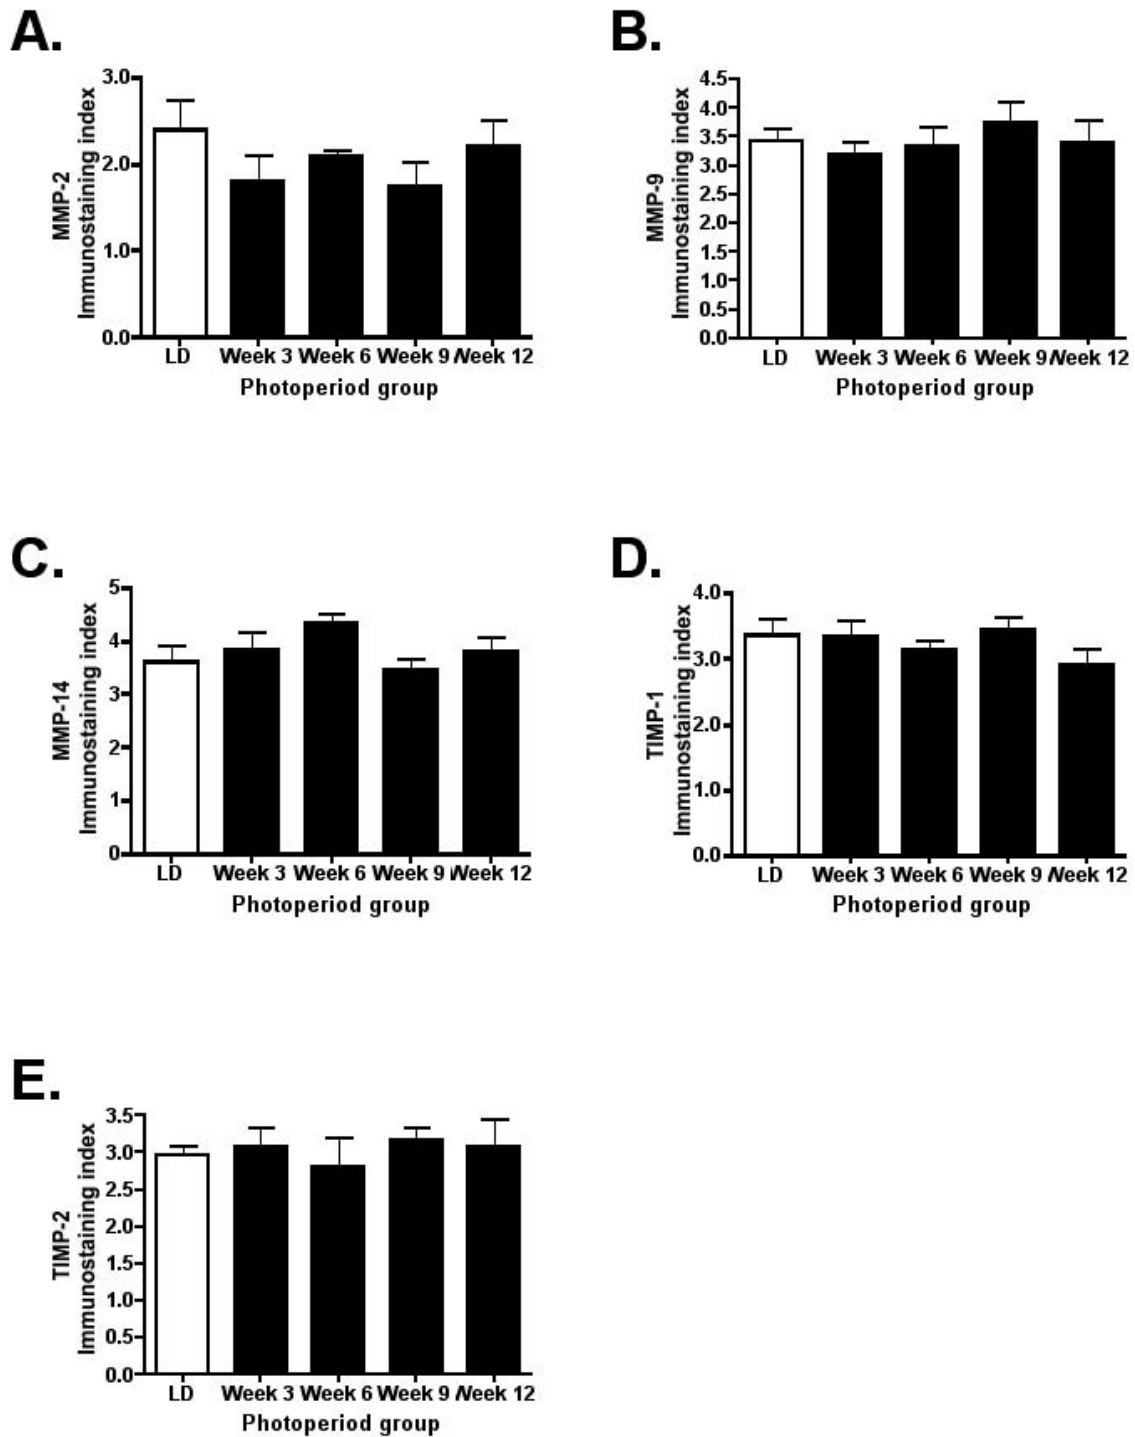 A.
MMP-2
Immunostaining index
3.0
2.0
1.0
0.0
LD Week 3 Week 6 Week 9 Week 12
Photoperiod group
B.
MMP-9
Immunostaining index
4.5
4.0
3.5
3.0
2.5
2.0
1.5
1.0
0.5
0.0
LD Week 3 Week 6 Week 9 Week 12
Photoperiod group
C.
MMP-14
Immunostaining index
5
4
3
2
1
0
LD Week 3 Week 6 Week 9 Week 12
Photoperiod group
D.
TIMP-1
Immunostaining index
4.0
3.0
2.0
1.0
0.0
LD Week 3 Week 6 Week 9 Week 12
Photoperiod group
E.
TIMP-2
Immunostaining index
3.5
3.0
2.5
2.0
1.5
1.0
0.5
0.0
LD Week 3 Week 6 Week 9 Week 12
Photoperiod group